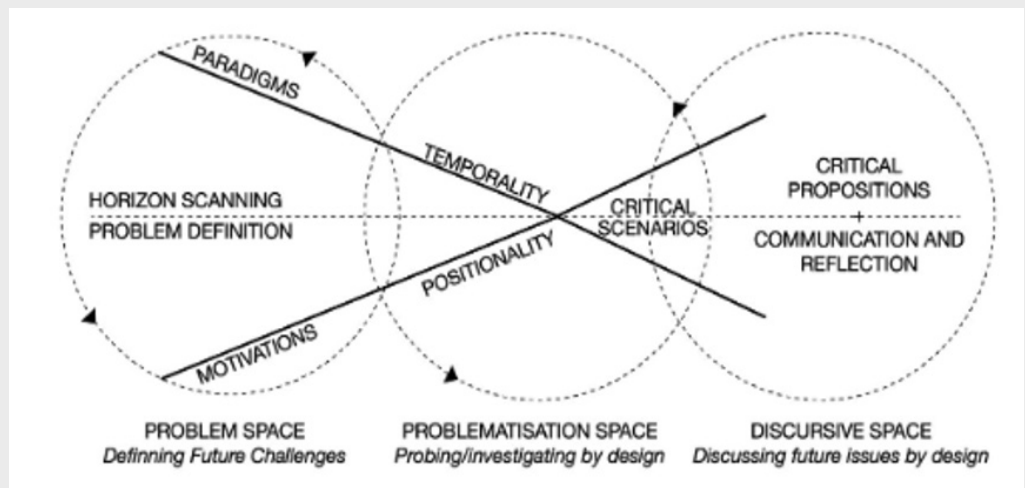 PARADIGMS
TEMPORALITY
HORIZON SCANNING
PROBLEM DEFINITION
POSITIONALITY
MOTIVATIONS
CRITICAL
SCENARIOS
CRITICAL
PROPOSITIONS
+
COMMUNICATION AND
REFLECTION
PROBLEM SPACE
Definning Future Challenges
PROBLEMATISATION SPACE
Probing/investigating by design
DISCURSIVE SPACE
Discussing future issues by design